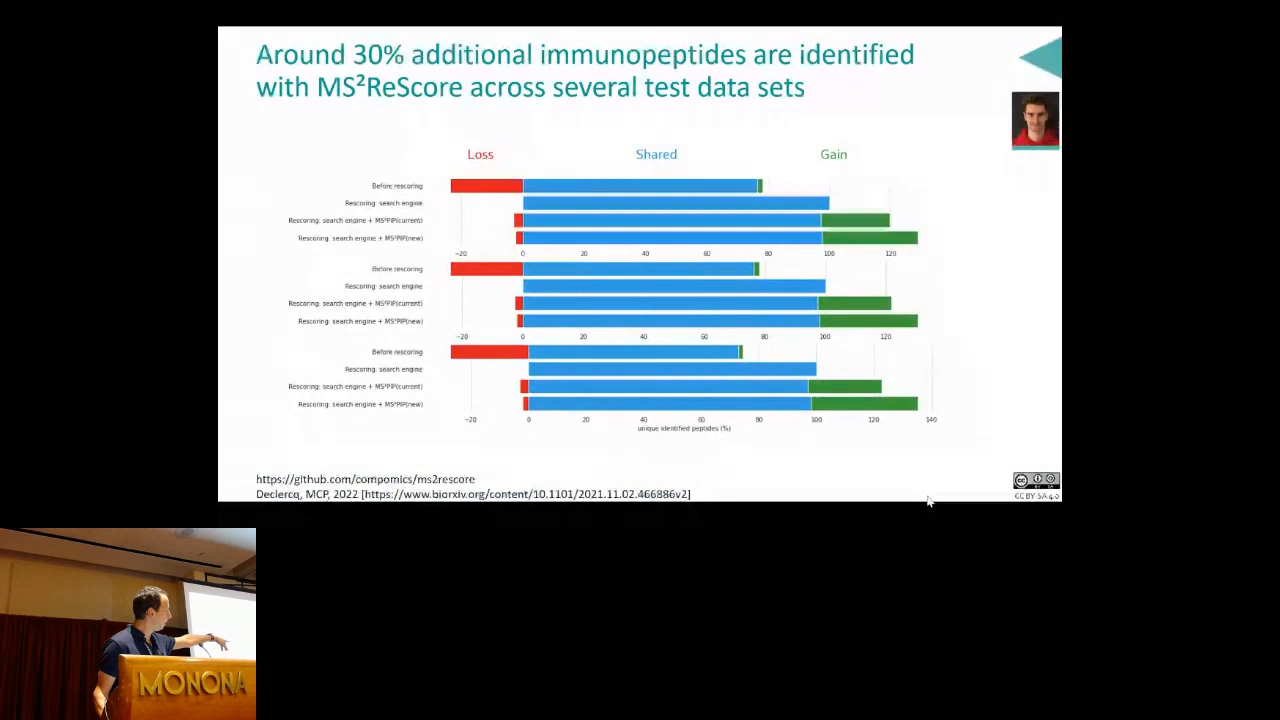 Around 30% additional immunopeptides are identified
with MS²ReScore across several test data sets
Loss Shared Gain
Before rescoring
Rescoring: search engine
Rescoring: search engine + MS²PIP(current)
Rescoring: search engine + MS²PIP(new)
−20 0 20 40 60 80 100 120
Before rescoring
Rescoring: search engine
Rescoring: search engine + MS²PIP(current)
Rescoring: search engine + MS²PIP(new)
−20 0 20 40 60 80 100 120
Before rescoring
Rescoring: search engine
Rescoring: search engine + MS²PIP(current)
Rescoring: search engine + MS²PIP(new)
−20 0 20 40 60 80 100 120 140
unique identified peptides (%)
https://github.com/compomics/ms2rescore
Declercq, MCP, 2022 [https://www.biorxiv.org/content/10.1101/2021.11.02.466886v2]
CC BY-SA 4.0
MONONA